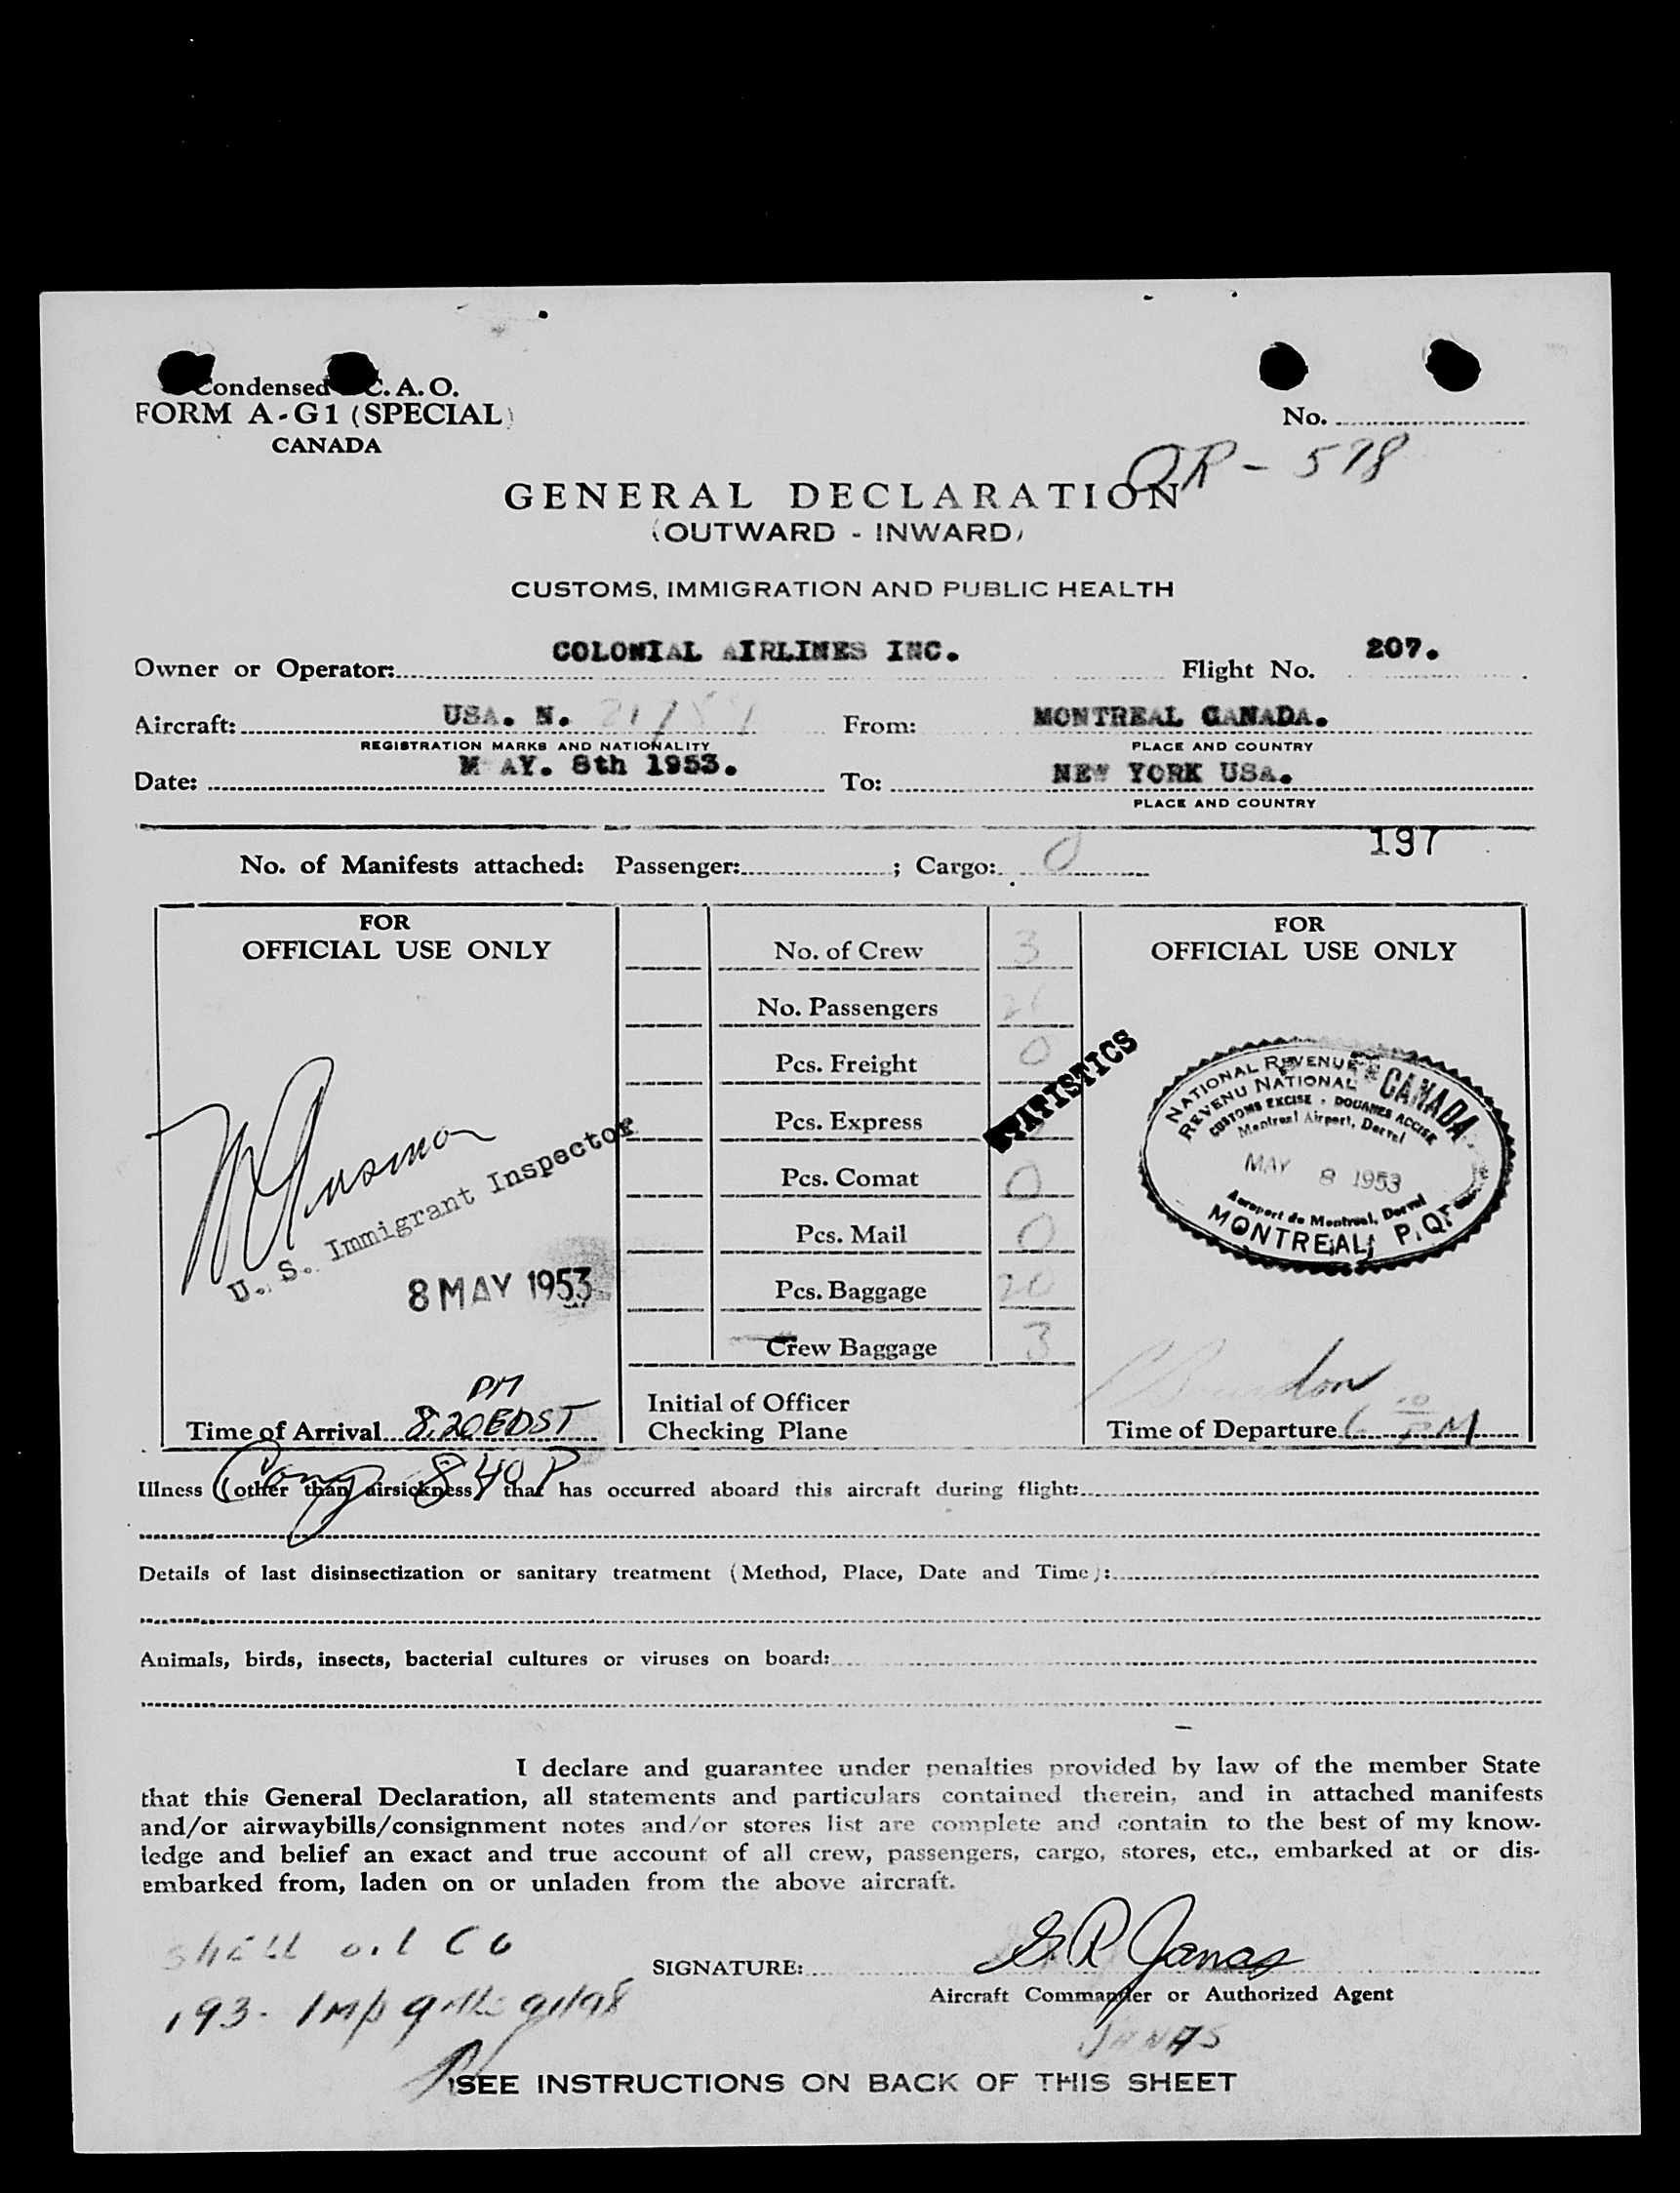 Condensed C. A. O.
FORM A-G1 (SPECIAL)
CANADA
No.
QR - 578
GENERAL DECLARATION
(OUTWARD - INWARD)
CUSTOMS, IMMIGRATION AND PUBLIC HEALTH
Owner or Operator: COLONIAL AIRLINES INC. Flight No. 207.
Aircraft: USA. N. From: MONTREAL CANADA.
REGISTRATION MARKS AND NATIONALITY PLACE AND COUNTRY
Date: MAY. 8th 1953. To: NEW YORK USA.
PLACE AND COUNTRY
197
No. of Manifests attached: Passenger: ; Cargo: 0
FOR
OFFICIAL USE ONLY
U. S. Immigrant Inspector
8 MAY 1953
PM
Time of Arrival 8.20 EDST
No. of Crew 3
No. Passengers
Pcs. Freight 0
Pcs. Express
STATISTICS
Pcs. Comat 0
Pcs. Mail 0
Pcs. Baggage 20
Crew Baggage 3
Initial of Officer
Checking Plane
FOR
OFFICIAL USE ONLY
NATIONAL REVENUE CANADA
REVENU NATIONAL
CUSTOMS EXCISE - DOUANES ACCISE
Montreal Airport, Dorval
MAY 8 1953
Aeroport de Montreal, Dorval
MONTREAL, P.Q.
Time of Departure 6 10 PM
840 P
Illness (other than airsickness) that has occurred aboard this aircraft during flight:
Details of last disinsectization or sanitary treatment (Method, Place, Date and Time):
Animals, birds, insects, bacterial cultures or viruses on board:
I declare and guarantee under penalties provided by law of the member State
that this General Declaration, all statements and particulars contained therein, and in attached manifests
and/or airwaybills/consignment notes and/or stores list are complete and contain to the best of my know-
ledge and belief an exact and true account of all crew, passengers, cargo, stores, etc., embarked at or dis-
embarked from, laden on or unladen from the above aircraft.
Shell oil Co
SIGNATURE: G R Janas
Aircraft Commander or Authorized Agent
193 - Imp galls 91/98
JANAS
SEE INSTRUCTIONS ON BACK OF THIS SHEET